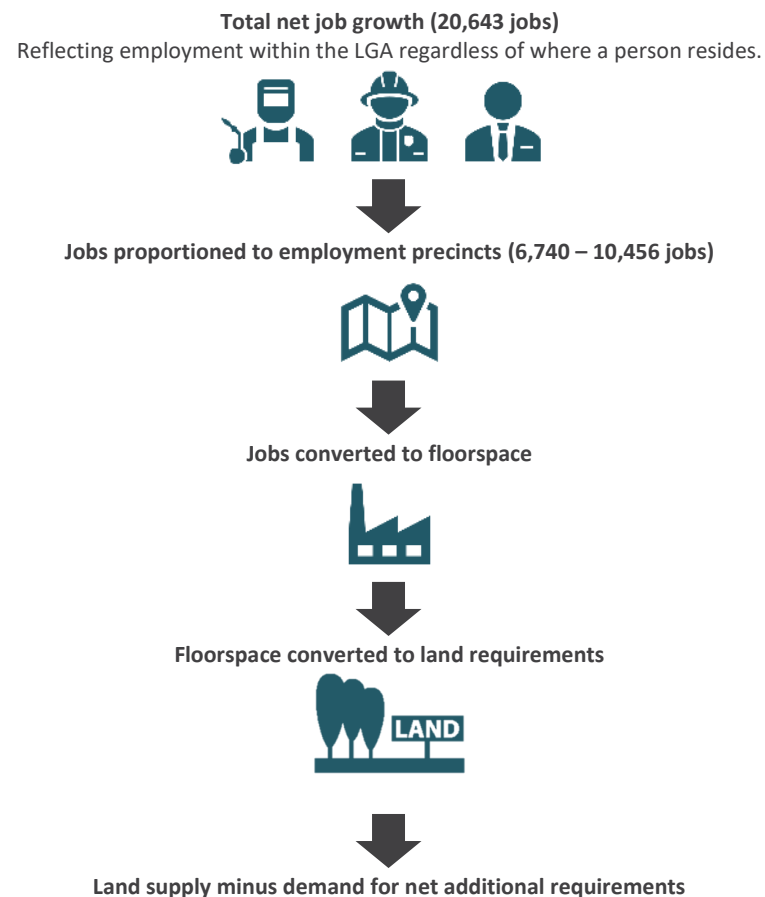 Total net job growth (20,643 jobs)
Reflecting employment within the LGA regardless of where a person resides.
Jobs proportioned to employment precincts (6,740 – 10,456 jobs)
Jobs converted to floorspace
Floorspace converted to land requirements
LAND
Land supply minus demand for net additional requirements